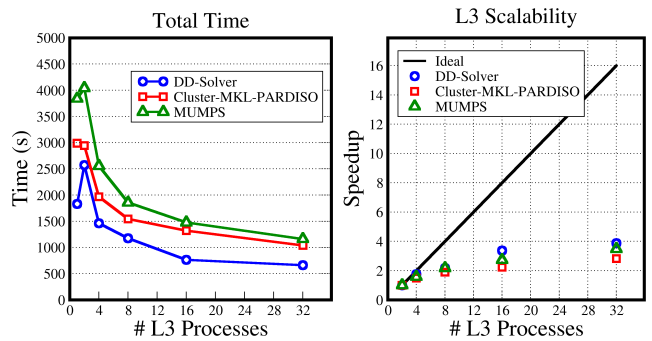 Total Time
5000
4500
4000
3500
3000
2500
2000
1500
1000
500
0
Time (s)
DD-Solver
Cluster-MKL-PARDISO
MUMPS
0 4 8 12 16 20 24 28 32
# L3 Processes
L3 Scalability
16
14
12
10
8
6
4
2
0
Speedup
Ideal
DD-Solver
Cluster-MKL-PARDISO
MUMPS
0 4 8 12 16 20 24 28 32 36
# L3 Processes